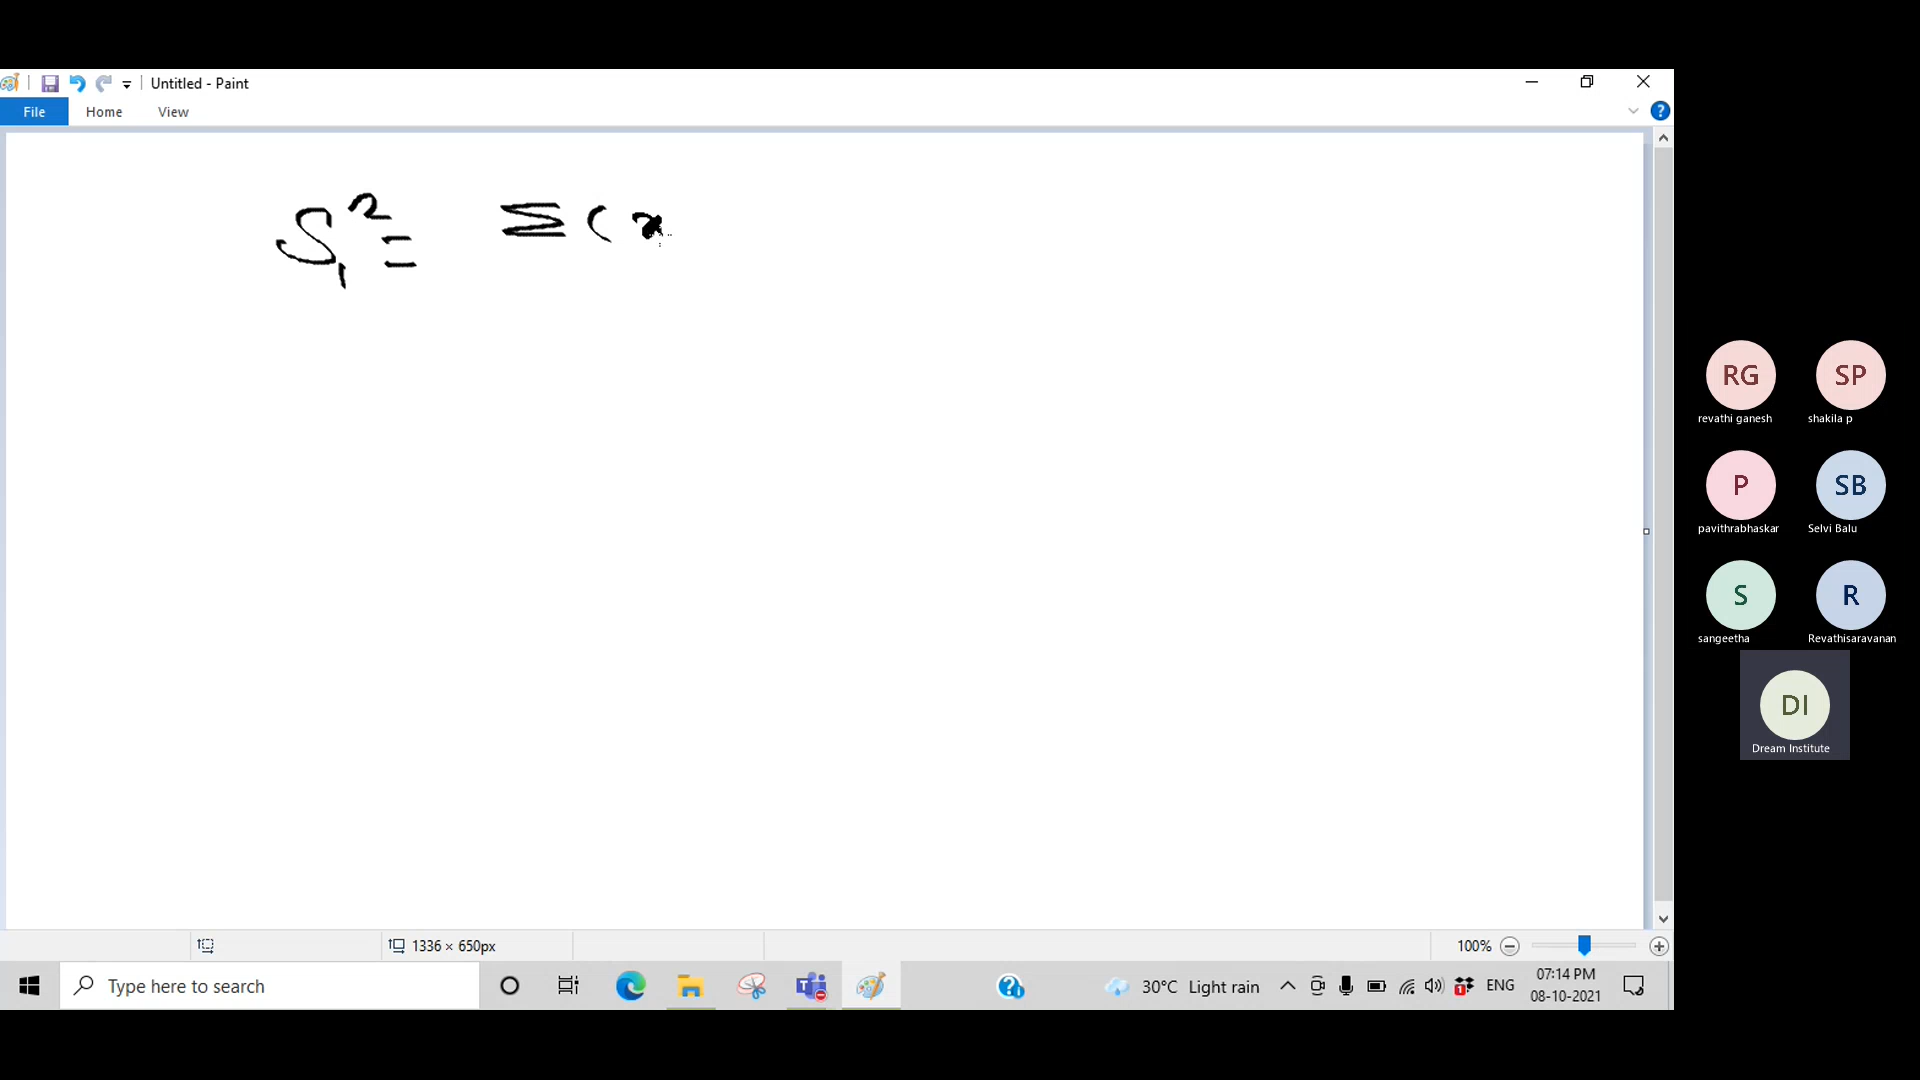 Untitled - Paint
File Home View
?
S₁² = Σ ( x
RG SP
revathi ganesh shakila p
P SB
pavithrabhaskar Selvi Balu
S R
sangeetha Revathisaravanan
DI
Dream Institute
1336 × 650px 100%
Type here to search 30°C Light rain ENG 07:14 PM
08-10-2021